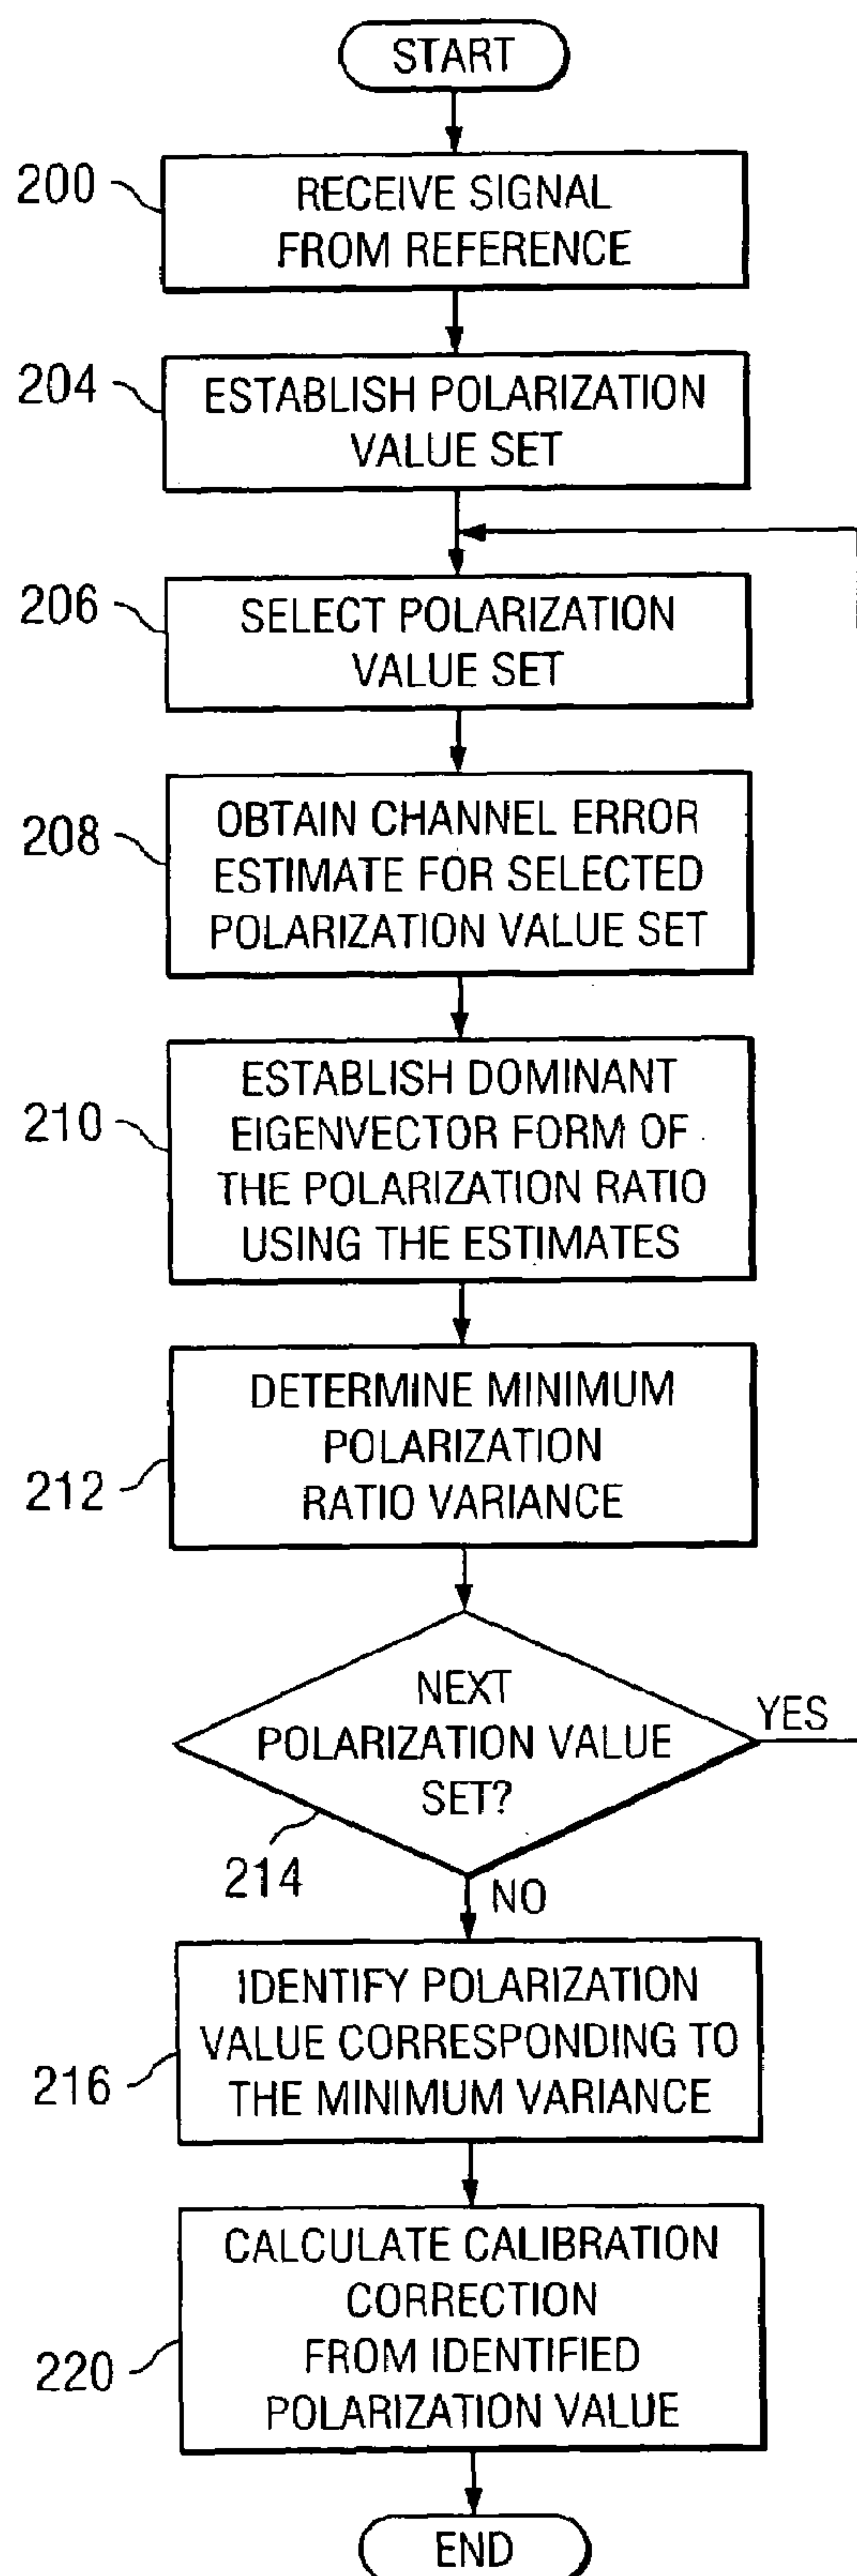 START
200
RECEIVE SIGNAL
FROM REFERENCE
204
ESTABLISH POLARIZATION
VALUE SET
206
SELECT POLARIZATION
VALUE SET
208
OBTAIN CHANNEL ERROR
ESTIMATE FOR SELECTED
POLARIZATION VALUE SET
210
ESTABLISH DOMINANT
EIGENVECTOR FORM OF
THE POLARIZATION RATIO
USING THE ESTIMATES
212
DETERMINE MINIMUM
POLARIZATION
RATIO VARIANCE
NEXT
POLARIZATION VALUE
SET?
YES
214
NO
216
IDENTIFY POLARIZATION
VALUE CORRESPONDING TO
THE MINIMUM VARIANCE
220
CALCULATE CALIBRATION
CORRECTION
FROM IDENTIFIED
POLARIZATION VALUE
END